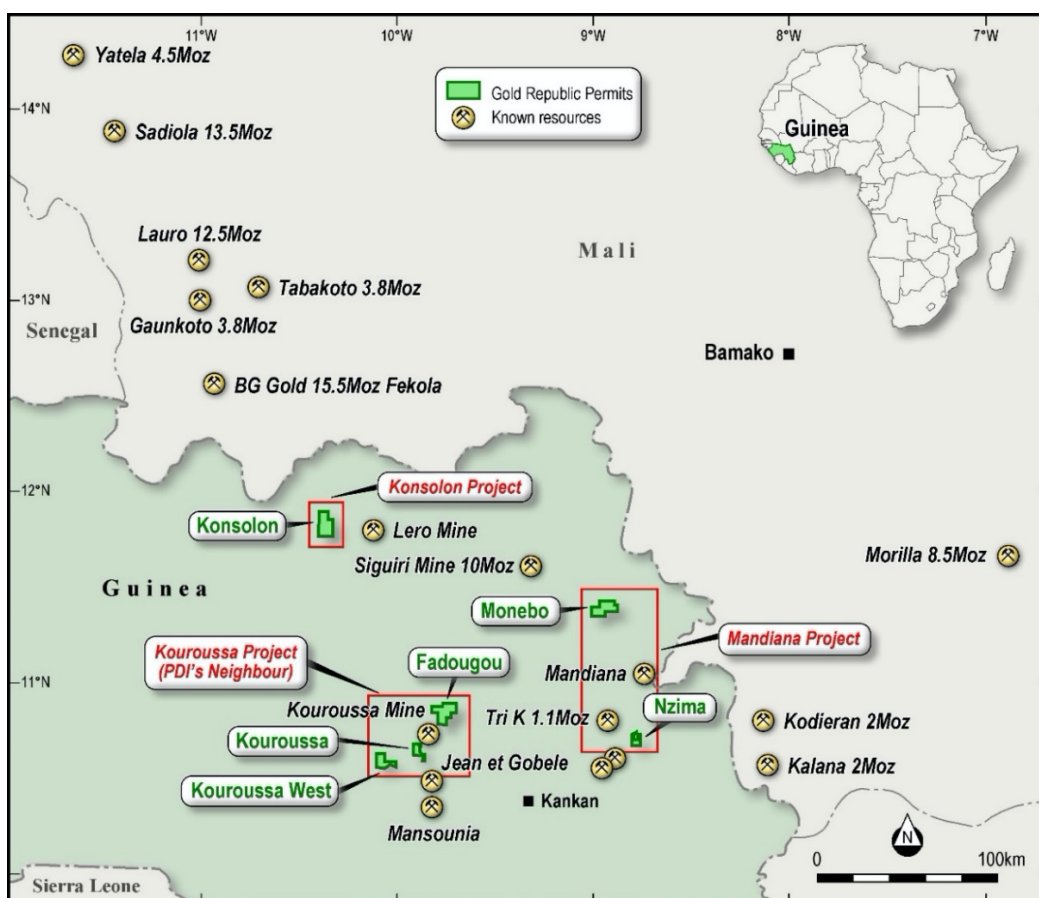 11°W
10°W
9°W
8°W
7°W
Yatela 4.5Moz
Gold Republic Permits
Known resources
14°N
Sadiola 13.5Moz
Guinea
Lauro 12.5Moz
Mali
Tabakoto 3.8Moz
13°N
Gaunkoto 3.8Moz
Senegal
Bamako
BG Gold 15.5Moz Fekola
12°N
Konsolon Project
Konsolon
Lero Mine
Siguiri Mine 10Moz
Morilla 8.5Moz
Guinea
Monebo
Kouroussa Project
(PDI's Neighbour)
Mandiana Project
Fadougou
Mandiana
11°N
Kouroussa Mine
Tri K 1.1Moz
Nzima
Kodieran 2Moz
Kouroussa
Jean et Gobele
Kalana 2Moz
Kouroussa West
Kankan
Mansounia
N
0
100km
Sierra Leone